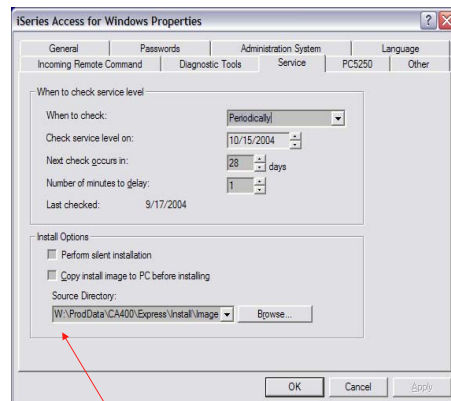 iSeries Access for Windows Properties
General Passwords Administration System Language
Incoming Remote Command Diagnostic Tools Service PC5250 Other
When to check service level
When to check: Periodically
Check service level on: 10/15/2004
Next check occurs in: 28 days
Number of minutes to delay: 1
Last checked: 9/17/2004
Install Options
Perform silent installation
Copy install image to PC before installing
Source Directory:
W:\ProdData\CA400\Express\Install\Image Browse...
OK Cancel Apply